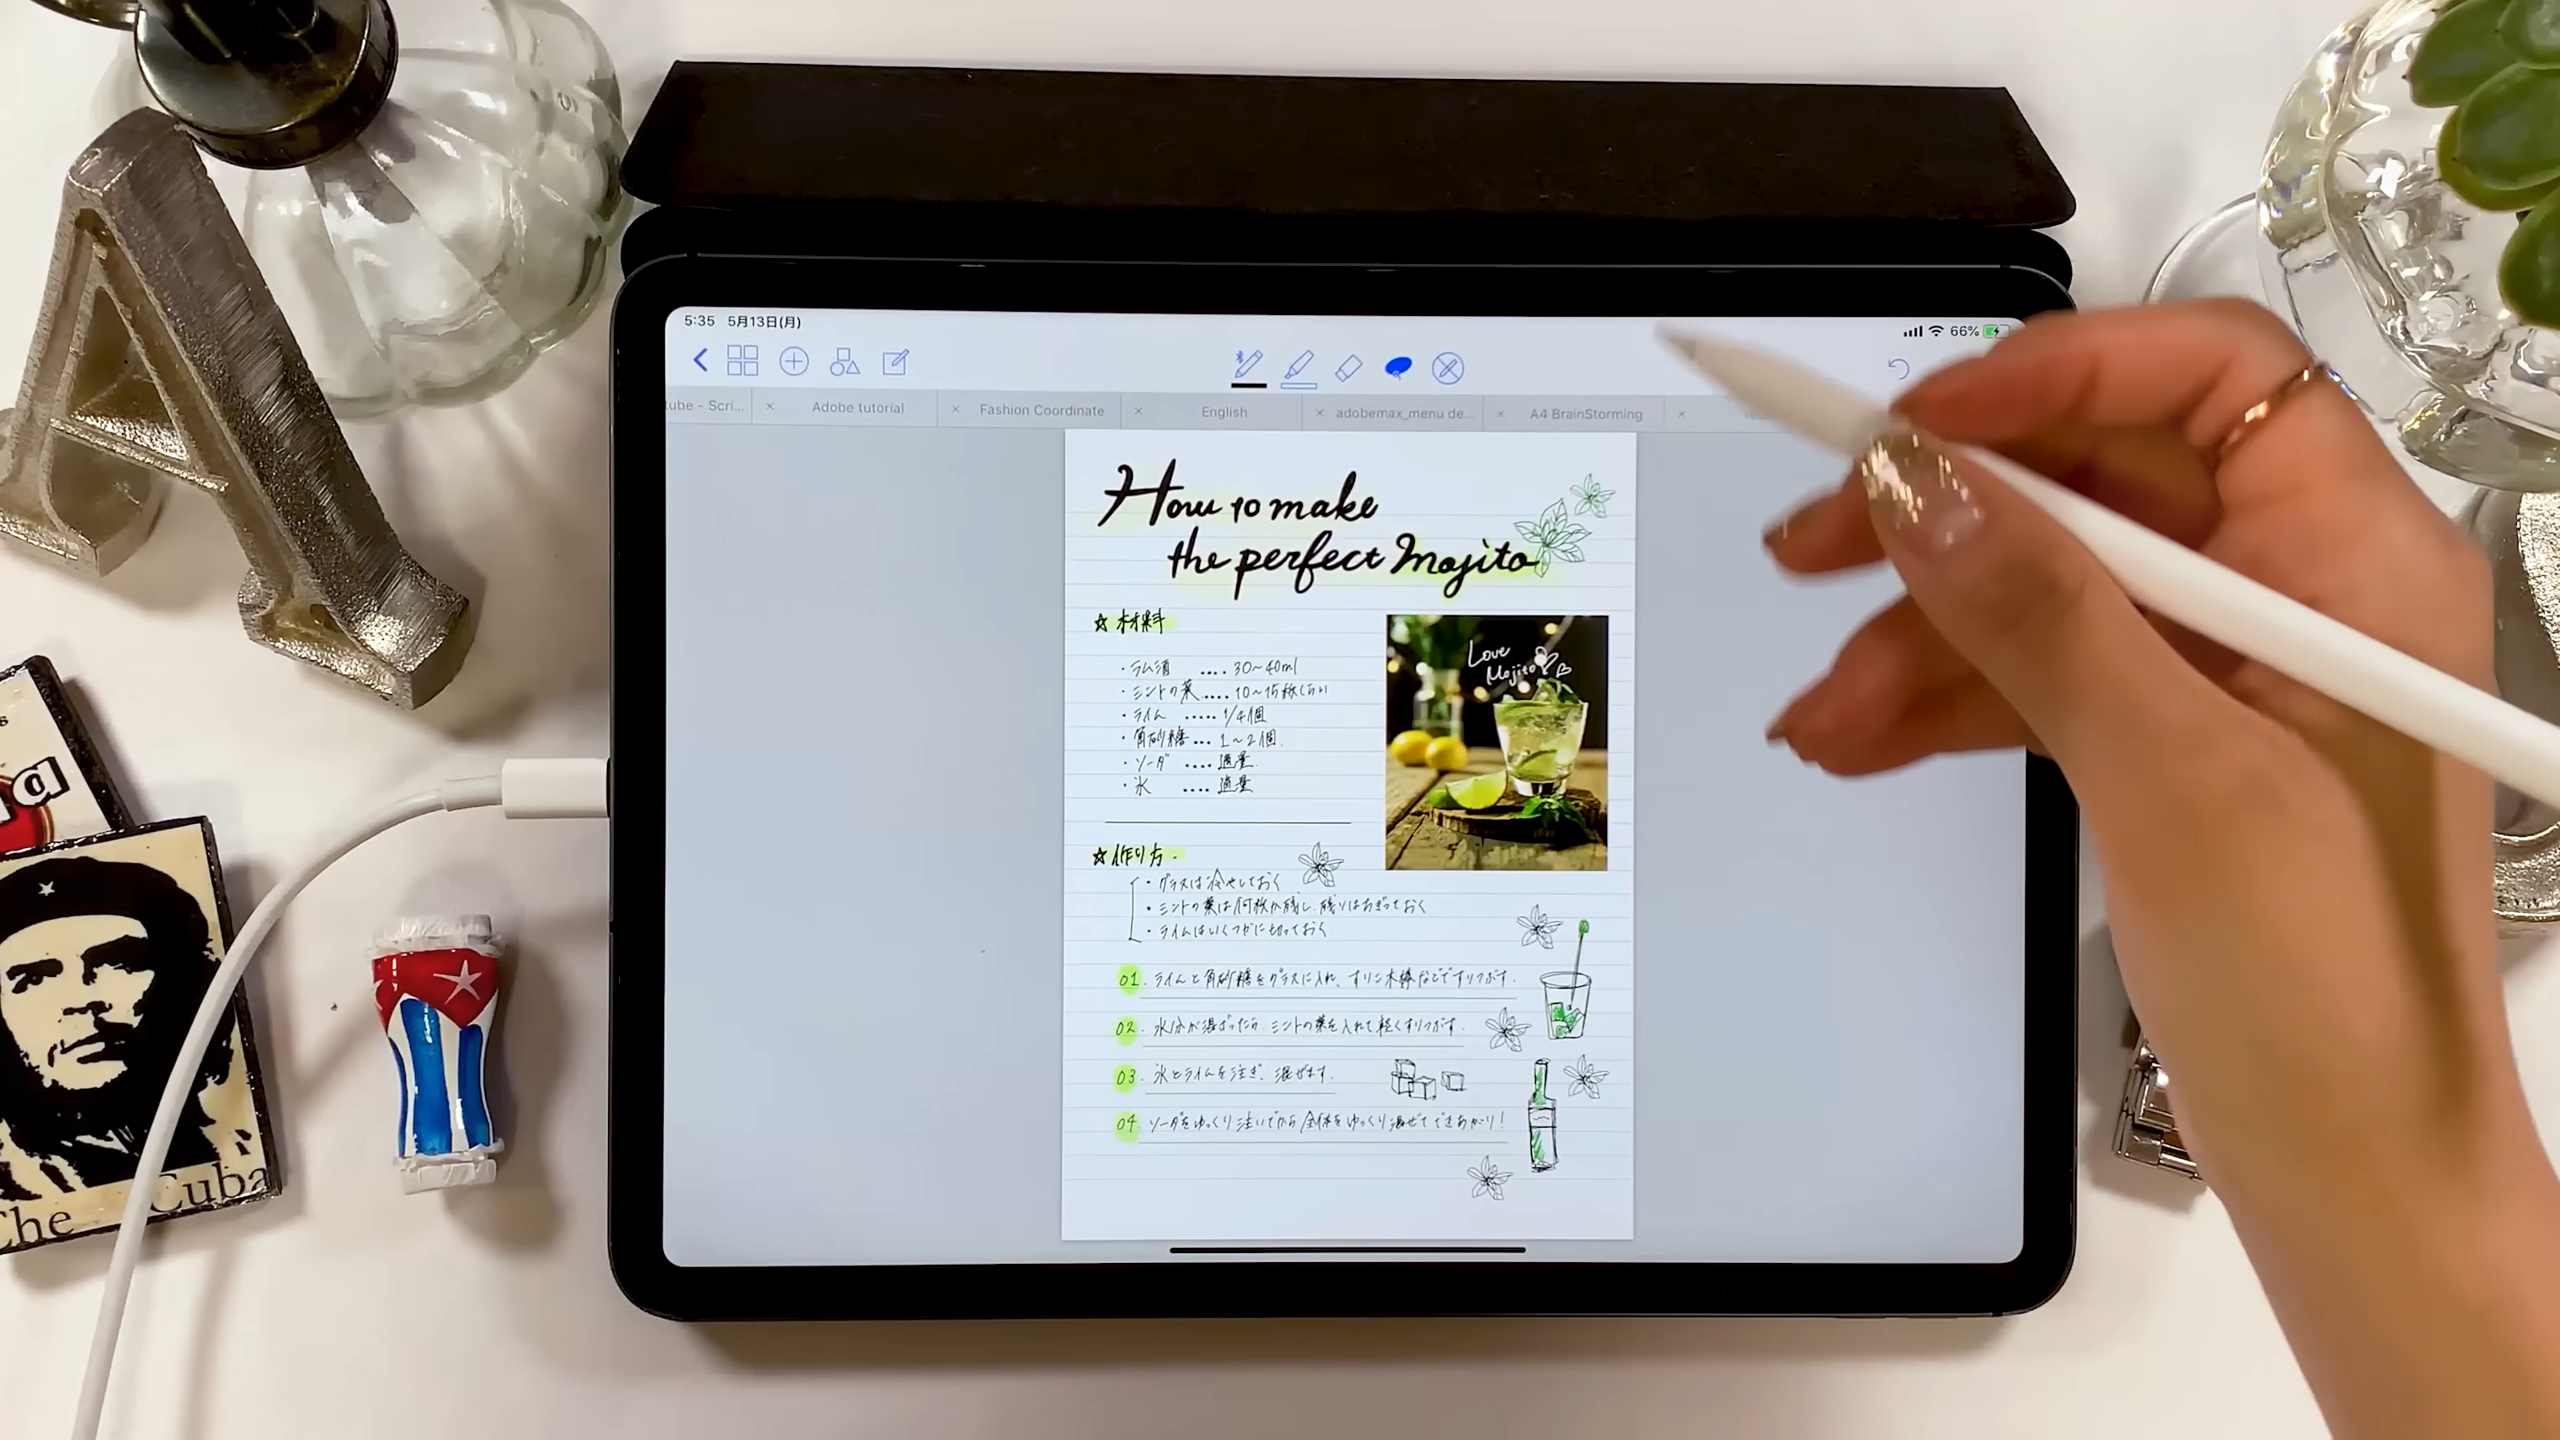 5:35 5月13日(月)
66%
tube - Scri...
Adobe tutorial
Fashion Coordinate
English
adobemax_menu de...
A4 BrainStorming
How to make
the perfect Mojito
☆材料
・ラム酒 .... 30~40ml
・ミントの葉 .... 10~15枚くらい
・ライム ..... 1/4個
・角砂糖 ... 1~2個.
・ソーダ .... 適量.
・氷 .... 適量
Love
Mojito
☆作り方.
・グラスは冷やしておく
・ミントの葉は何枚か残し、残りはちぎっておく
・ライムはいくつかに切っておく
01. ライムと角砂糖をグラスに入れ、すりこ木棒などですりつぶす.
02. 水分が混ざったら、ミントの葉を入れて軽くすりつぶす.
03. 氷とラムを注ぎ、混ぜます.
04. ソーダをゆっくり注いでから全体をゆっくり混ぜてできあがり!
Che Cuba